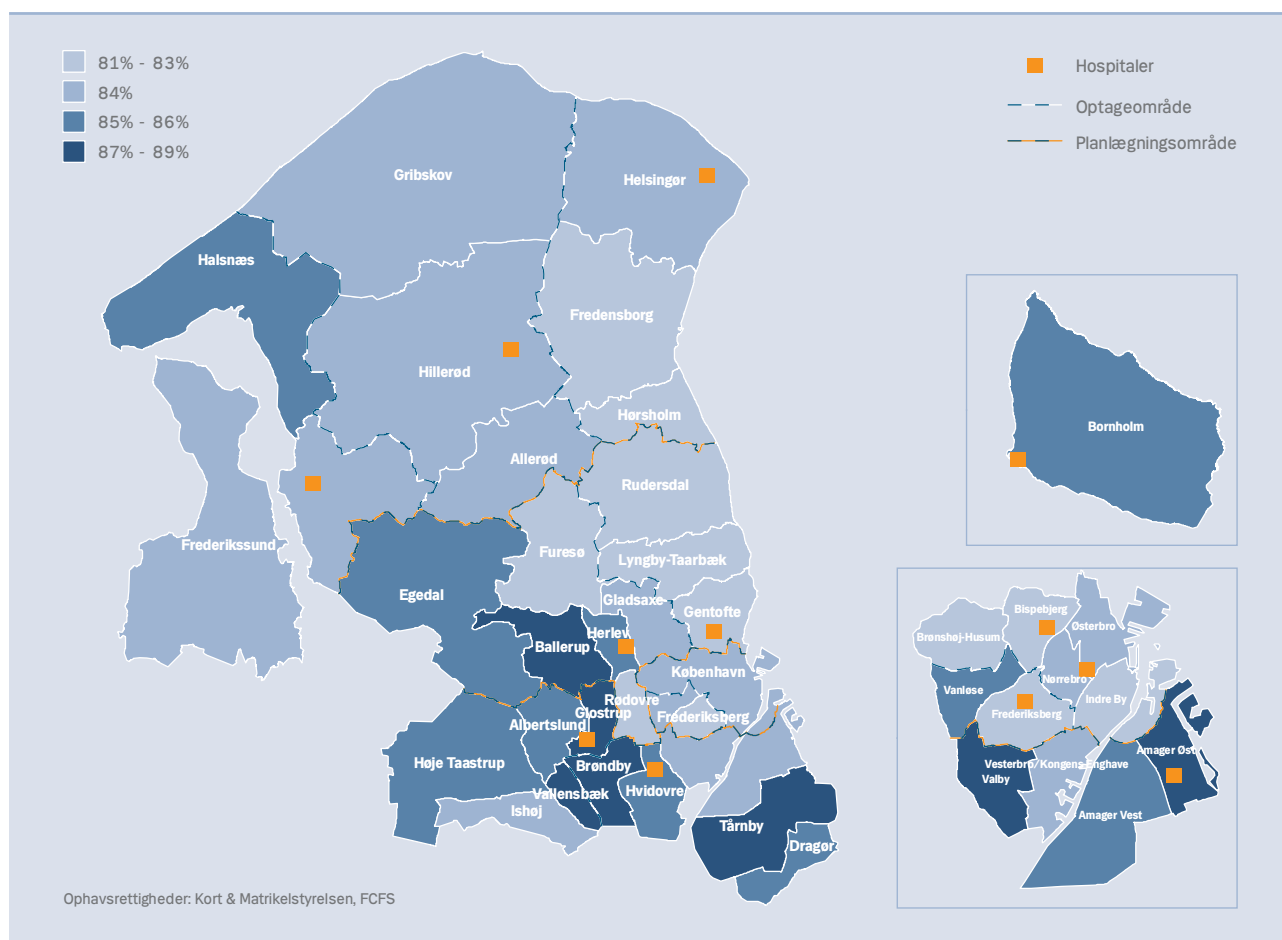 81% - 83%
84%
85% - 86%
87% - 89%
Hospitaler
Optageområde
Planlægningsområde
Gribskov
Helsingør
Halsnæs
Fredensborg
Hillerød
Hørsholm
Allerød
Rudersdal
Frederikssund
Furesø
Lyngby-Taarbæk
Egedal
Gladsaxe
Gentofte
Herlev
Ballerup
København
Rødovre
Glostrup
Frederiksberg
Albertslund
Høje Taastrup
Brøndby
Vallensbæk
Hvidovre
Ishøj
Tårnby
Dragør
Bornholm
Bispebjerg
Østerbro
Brønshøj-Husum
Nørrebro
Vanløse
Indre By
Frederiksberg
Amager Øst
Vesterbro/Kongens Enghave
Valby
Amager Vest
Ophavsrettigheder: Kort & Matrikelstyrelsen, FCFS